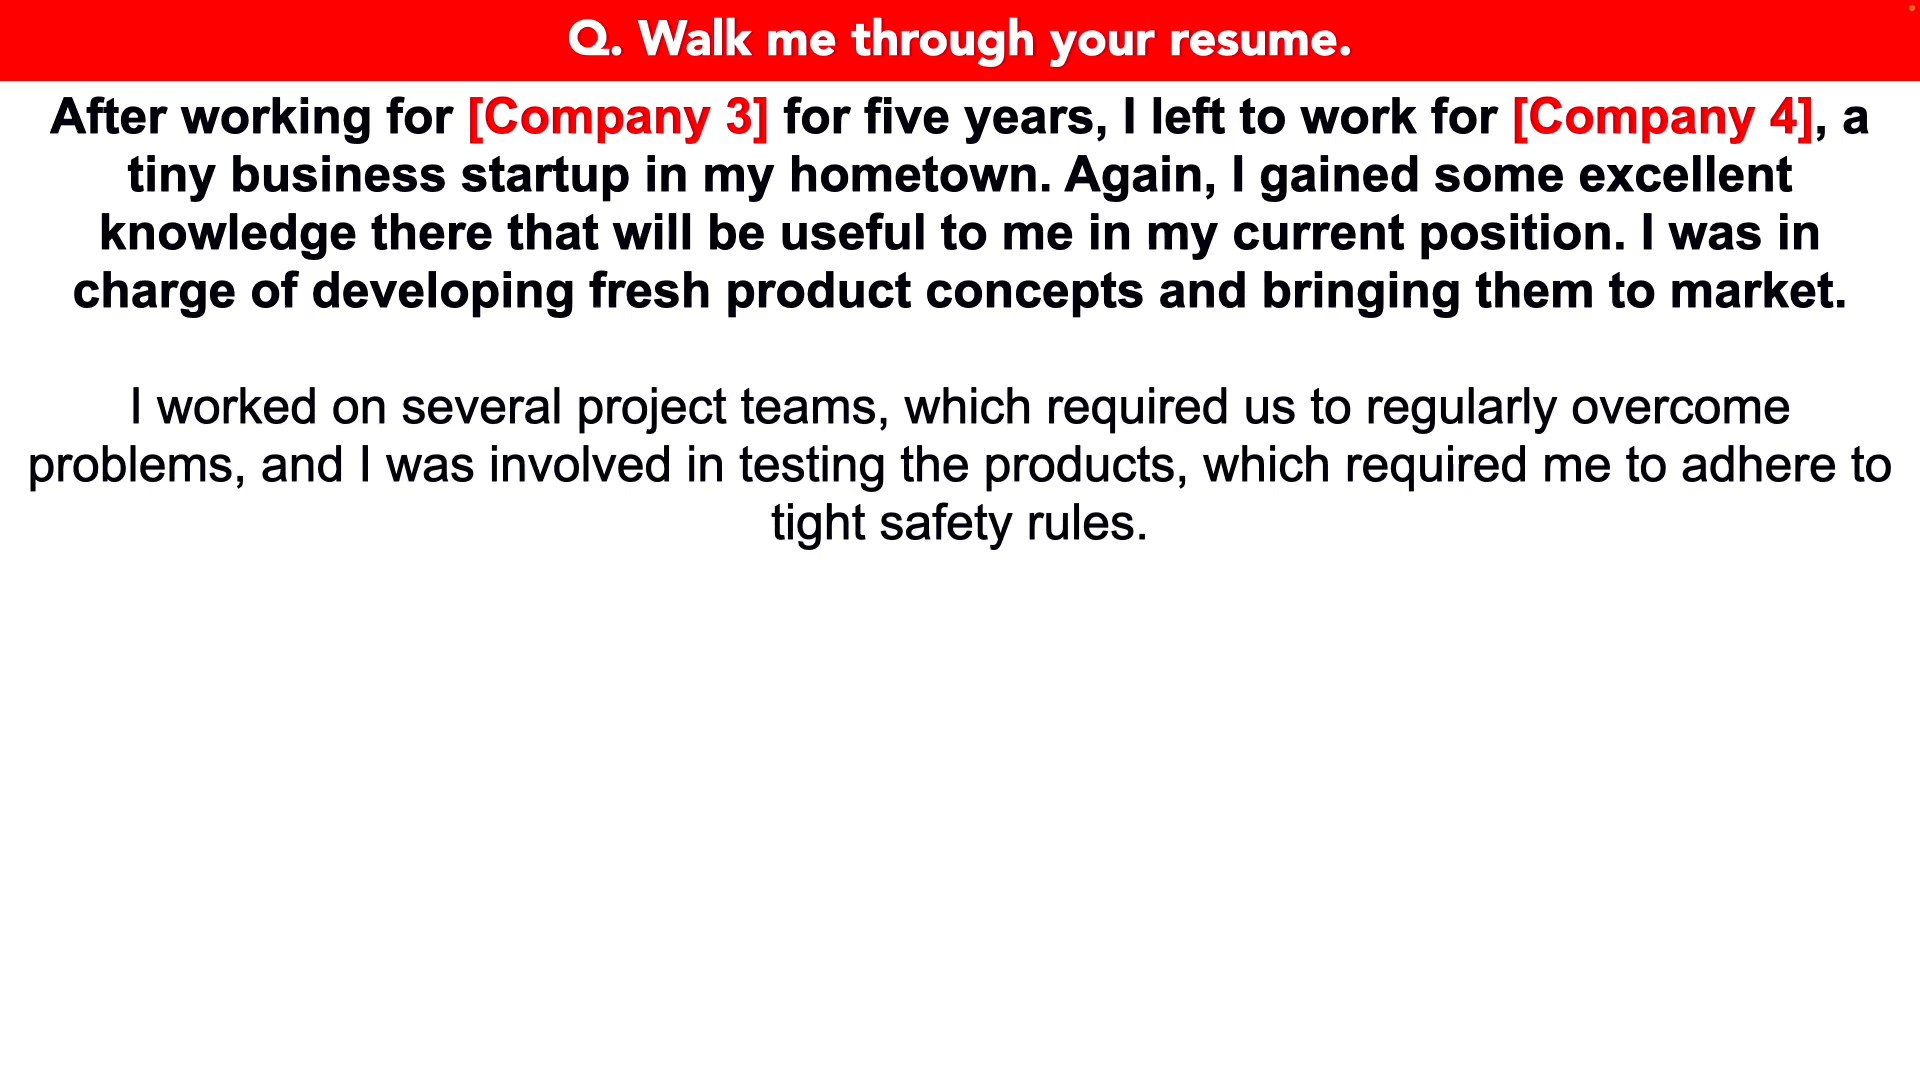 Q. Walk me through your resume.
After working for [Company 3] for five years, I left to work for [Company 4], a
tiny business startup in my hometown. Again, I gained some excellent
knowledge there that will be useful to me in my current position. I was in
charge of developing fresh product concepts and bringing them to market.
I worked on several project teams, which required us to regularly overcome
problems, and I was involved in testing the products, which required me to adhere to
tight safety rules.